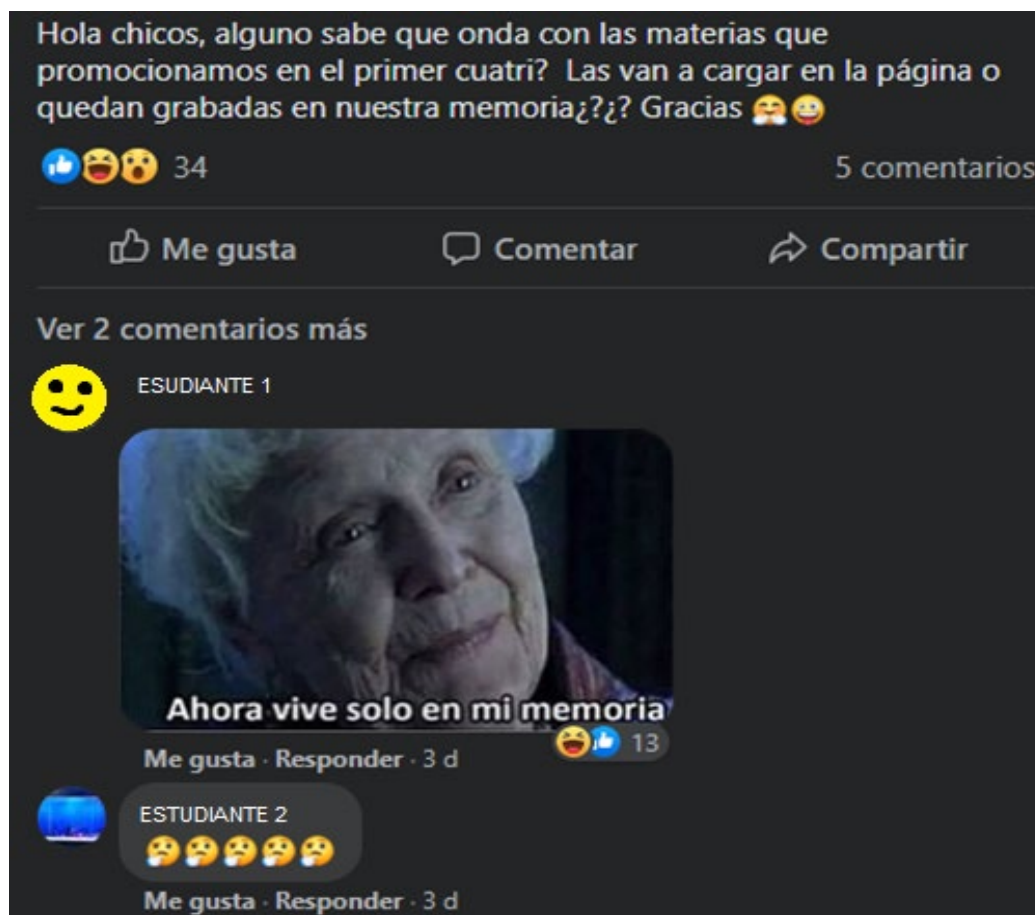 Hola chicos, alguno sabe que onda con las materias que
promocionamos en el primer cuatri? Las van a cargar en la página o
quedan grabadas en nuestra memoria¿?¿? Gracias 🤗😜
34
5 comentarios
Me gusta
Comentar
Compartir
Ver 2 comentarios más
ESUDIANTE 1
Ahora vive solo en mi memoria
13
Me gusta · Responder · 3 d
ESTUDIANTE 2
🤔🤔🤔🤔🤔
Me gusta · Responder · 3 d